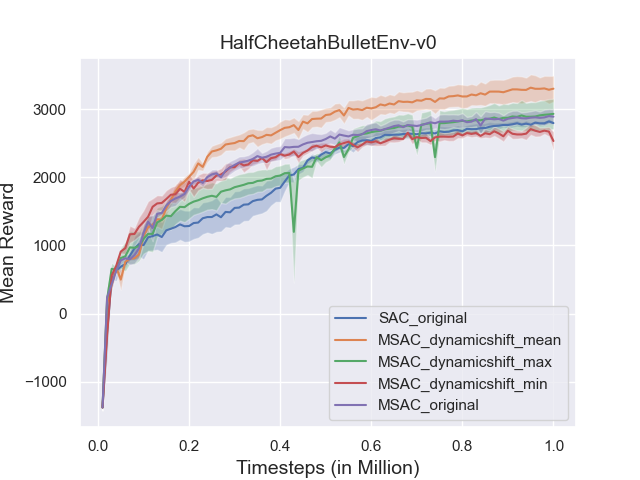 HalfCheetahBulletEnv-v0
Mean Reward
3000
2000
1000
0
−1000
SAC_original
MSAC_dynamicshift_mean
MSAC_dynamicshift_max
MSAC_dynamicshift_min
MSAC_original
0.0 0.2 0.4 0.6 0.8 1.0
Timesteps (in Million)